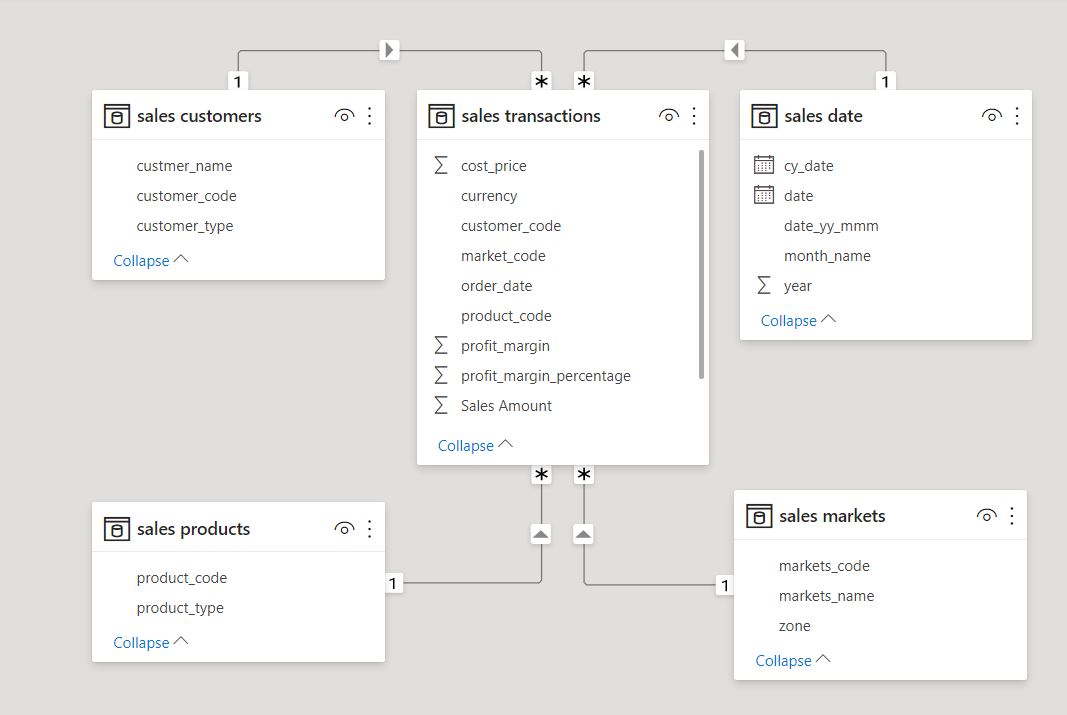 1
*
*
1
sales customers
custmer_name
customer_code
customer_type
Collapse
sales transactions
Σ cost_price
currency
customer_code
market_code
order_date
product_code
Σ profit_margin
Σ profit_margin_percentage
Σ Sales Amount
Collapse
sales date
cy_date
date
date_yy_mmm
month_name
Σ year
Collapse
*
*
sales products
product_code
product_type
Collapse
1
1
sales markets
markets_code
markets_name
zone
Collapse